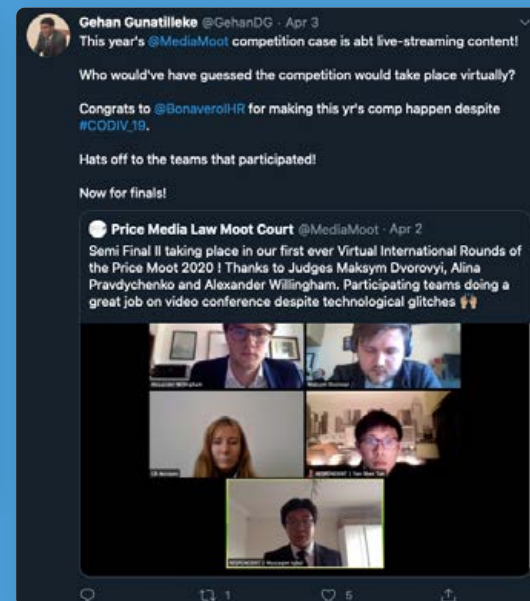 Gehan Gunatilleke @GehanDG · Apr 3
This year's @MediaMoot competition case is abt live-streaming content!
Who would've have guessed the competition would take place virtually?
Congrats to @BonaveroIHR for making this yr's comp happen despite
#CODIV_19.
Hats off to the teams that participated!
Now for finals!
Price Media Law Moot Court @MediaMoot · Apr 2
Semi Final II taking place in our first ever Virtual International Rounds of
the Price Moot 2020 ! Thanks to Judges Maksym Dvorovyi, Alina
Pravdychenko and Alexander Willingham. Participating teams doing a
great job on video conference despite technological glitches 🙌🏼
Alexander Willingham
RESPONDENT
RESPONDENT 2
1
5